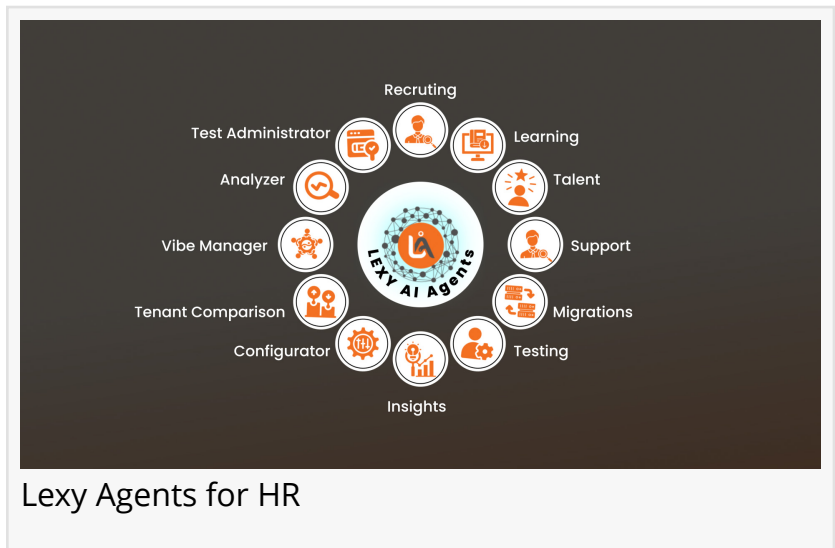 Recruting
Test Administrator
Learning
Analyzer
Talent
Vibe Manager
LA
LEXY AI Agents
Support
Tenant Comparison
Migrations
Configurator
Testing
Insights
Lexy Agents for HR